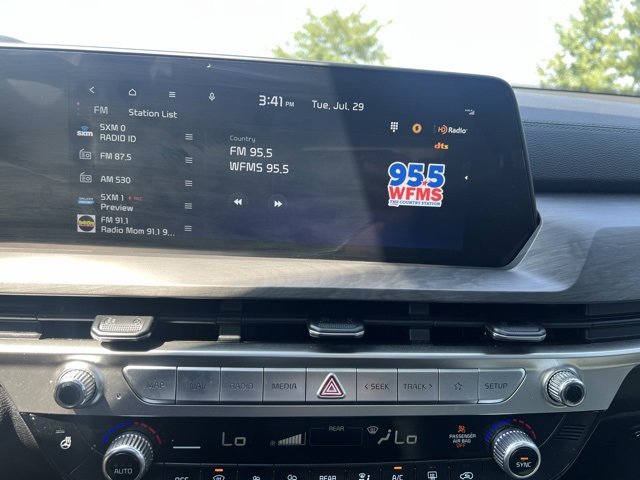 3:41 PM Tue, Jul, 29
FM Station List
SXM 0
RADIO ID
FM 87.5
AM 530
SXM 1
Preview
FM 91.1
Radio Mom 91.1 9...
Country
FM 95.5
WFMS 95.5
HD Radio
dts
95.5
WFMS
THE COUNTRY STATION
MAP NAV RADIO MEDIA < SEEK TRACK > SETUP
Lo REAR Lo
PASSENGER
AIR BAG
AUTO SYNC
OFF REAR A/C